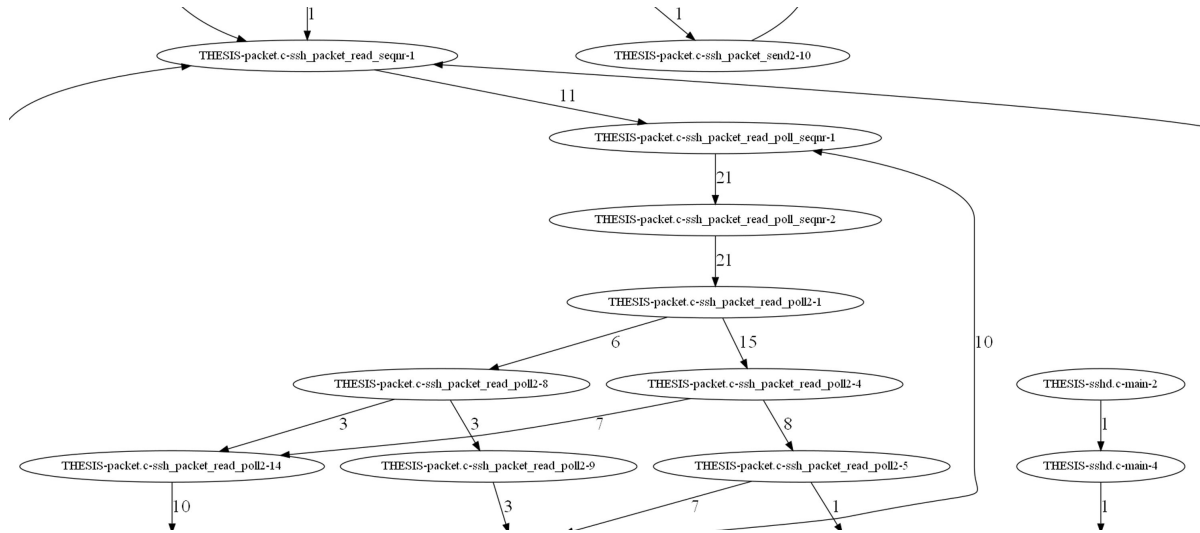 1
1
THESIS-packet.c-ssh_packet_read_seqnr-1
THESIS-packet.c-ssh_packet_send2-10
11
THESIS-packet.c-ssh_packet_read_poll_seqnr-1
21
THESIS-packet.c-ssh_packet_read_poll_seqnr-2
21
THESIS-packet.c-ssh_packet_read_poll2-1
6
15
10
THESIS-packet.c-ssh_packet_read_poll2-8
THESIS-packet.c-ssh_packet_read_poll2-4
THESIS-sshd.c-main-2
3
3
7
8
1
THESIS-packet.c-ssh_packet_read_poll2-14
THESIS-packet.c-ssh_packet_read_poll2-9
THESIS-packet.c-ssh_packet_read_poll2-5
THESIS-sshd.c-main-4
10
3
7
1
1